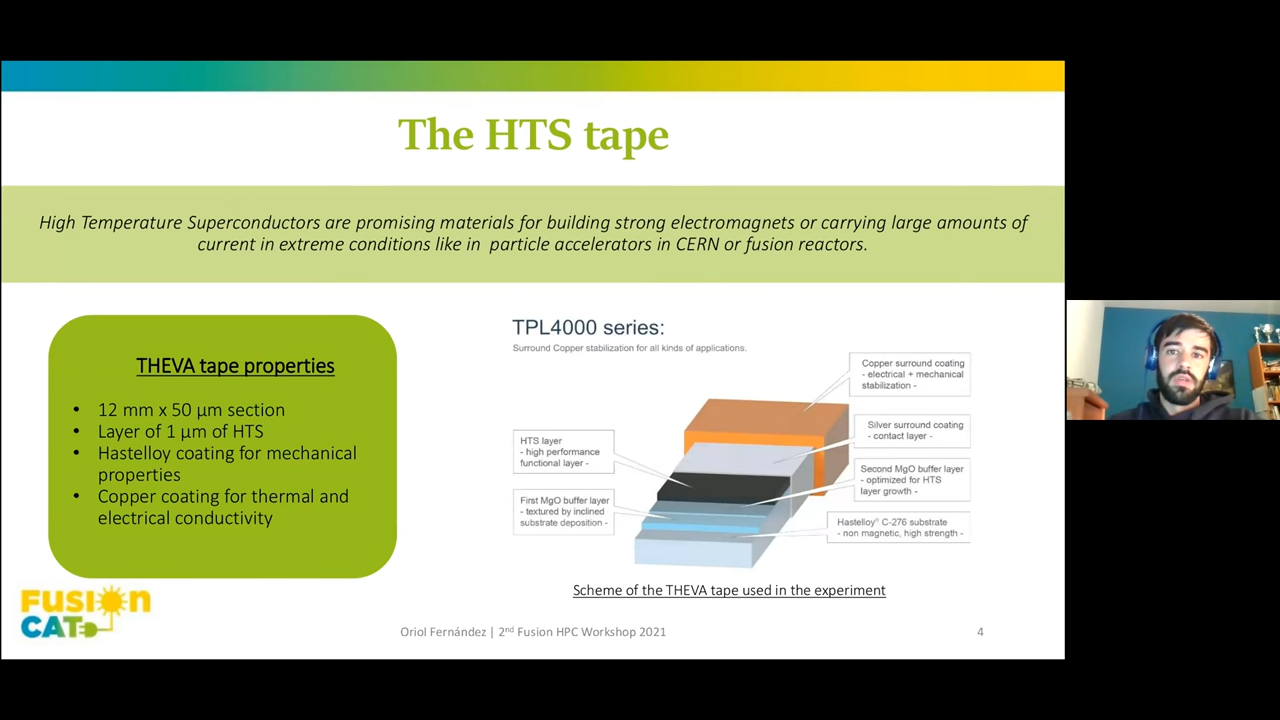 The HTS tape
High Temperature Superconductors are promising materials for building strong electromagnets or carrying large amounts of
current in extreme conditions like in particle accelerators in CERN or fusion reactors.
THEVA tape properties
• 12 mm x 50 µm section
• Layer of 1 µm of HTS
• Hastelloy coating for mechanical
properties
• Copper coating for thermal and
electrical conductivity
TPL4000 series:
Surround Copper stabilization for all kinds of applications.
Copper surround coating
- electrical + mechanical
stabilization -
Silver surround coating
- contact layer -
HTS layer
- high performance
functional layer -
Second MgO buffer layer
- optimized for HTS
layer growth -
First MgO buffer layer
- textured by inclined
substrate deposition -
Hastelloy® C-276 substrate
- non magnetic, high strength -
Scheme of the THEVA tape used in the experiment
FUSION
CAT
Oriol Fernández | 2nd Fusion HPC Workshop 2021
4